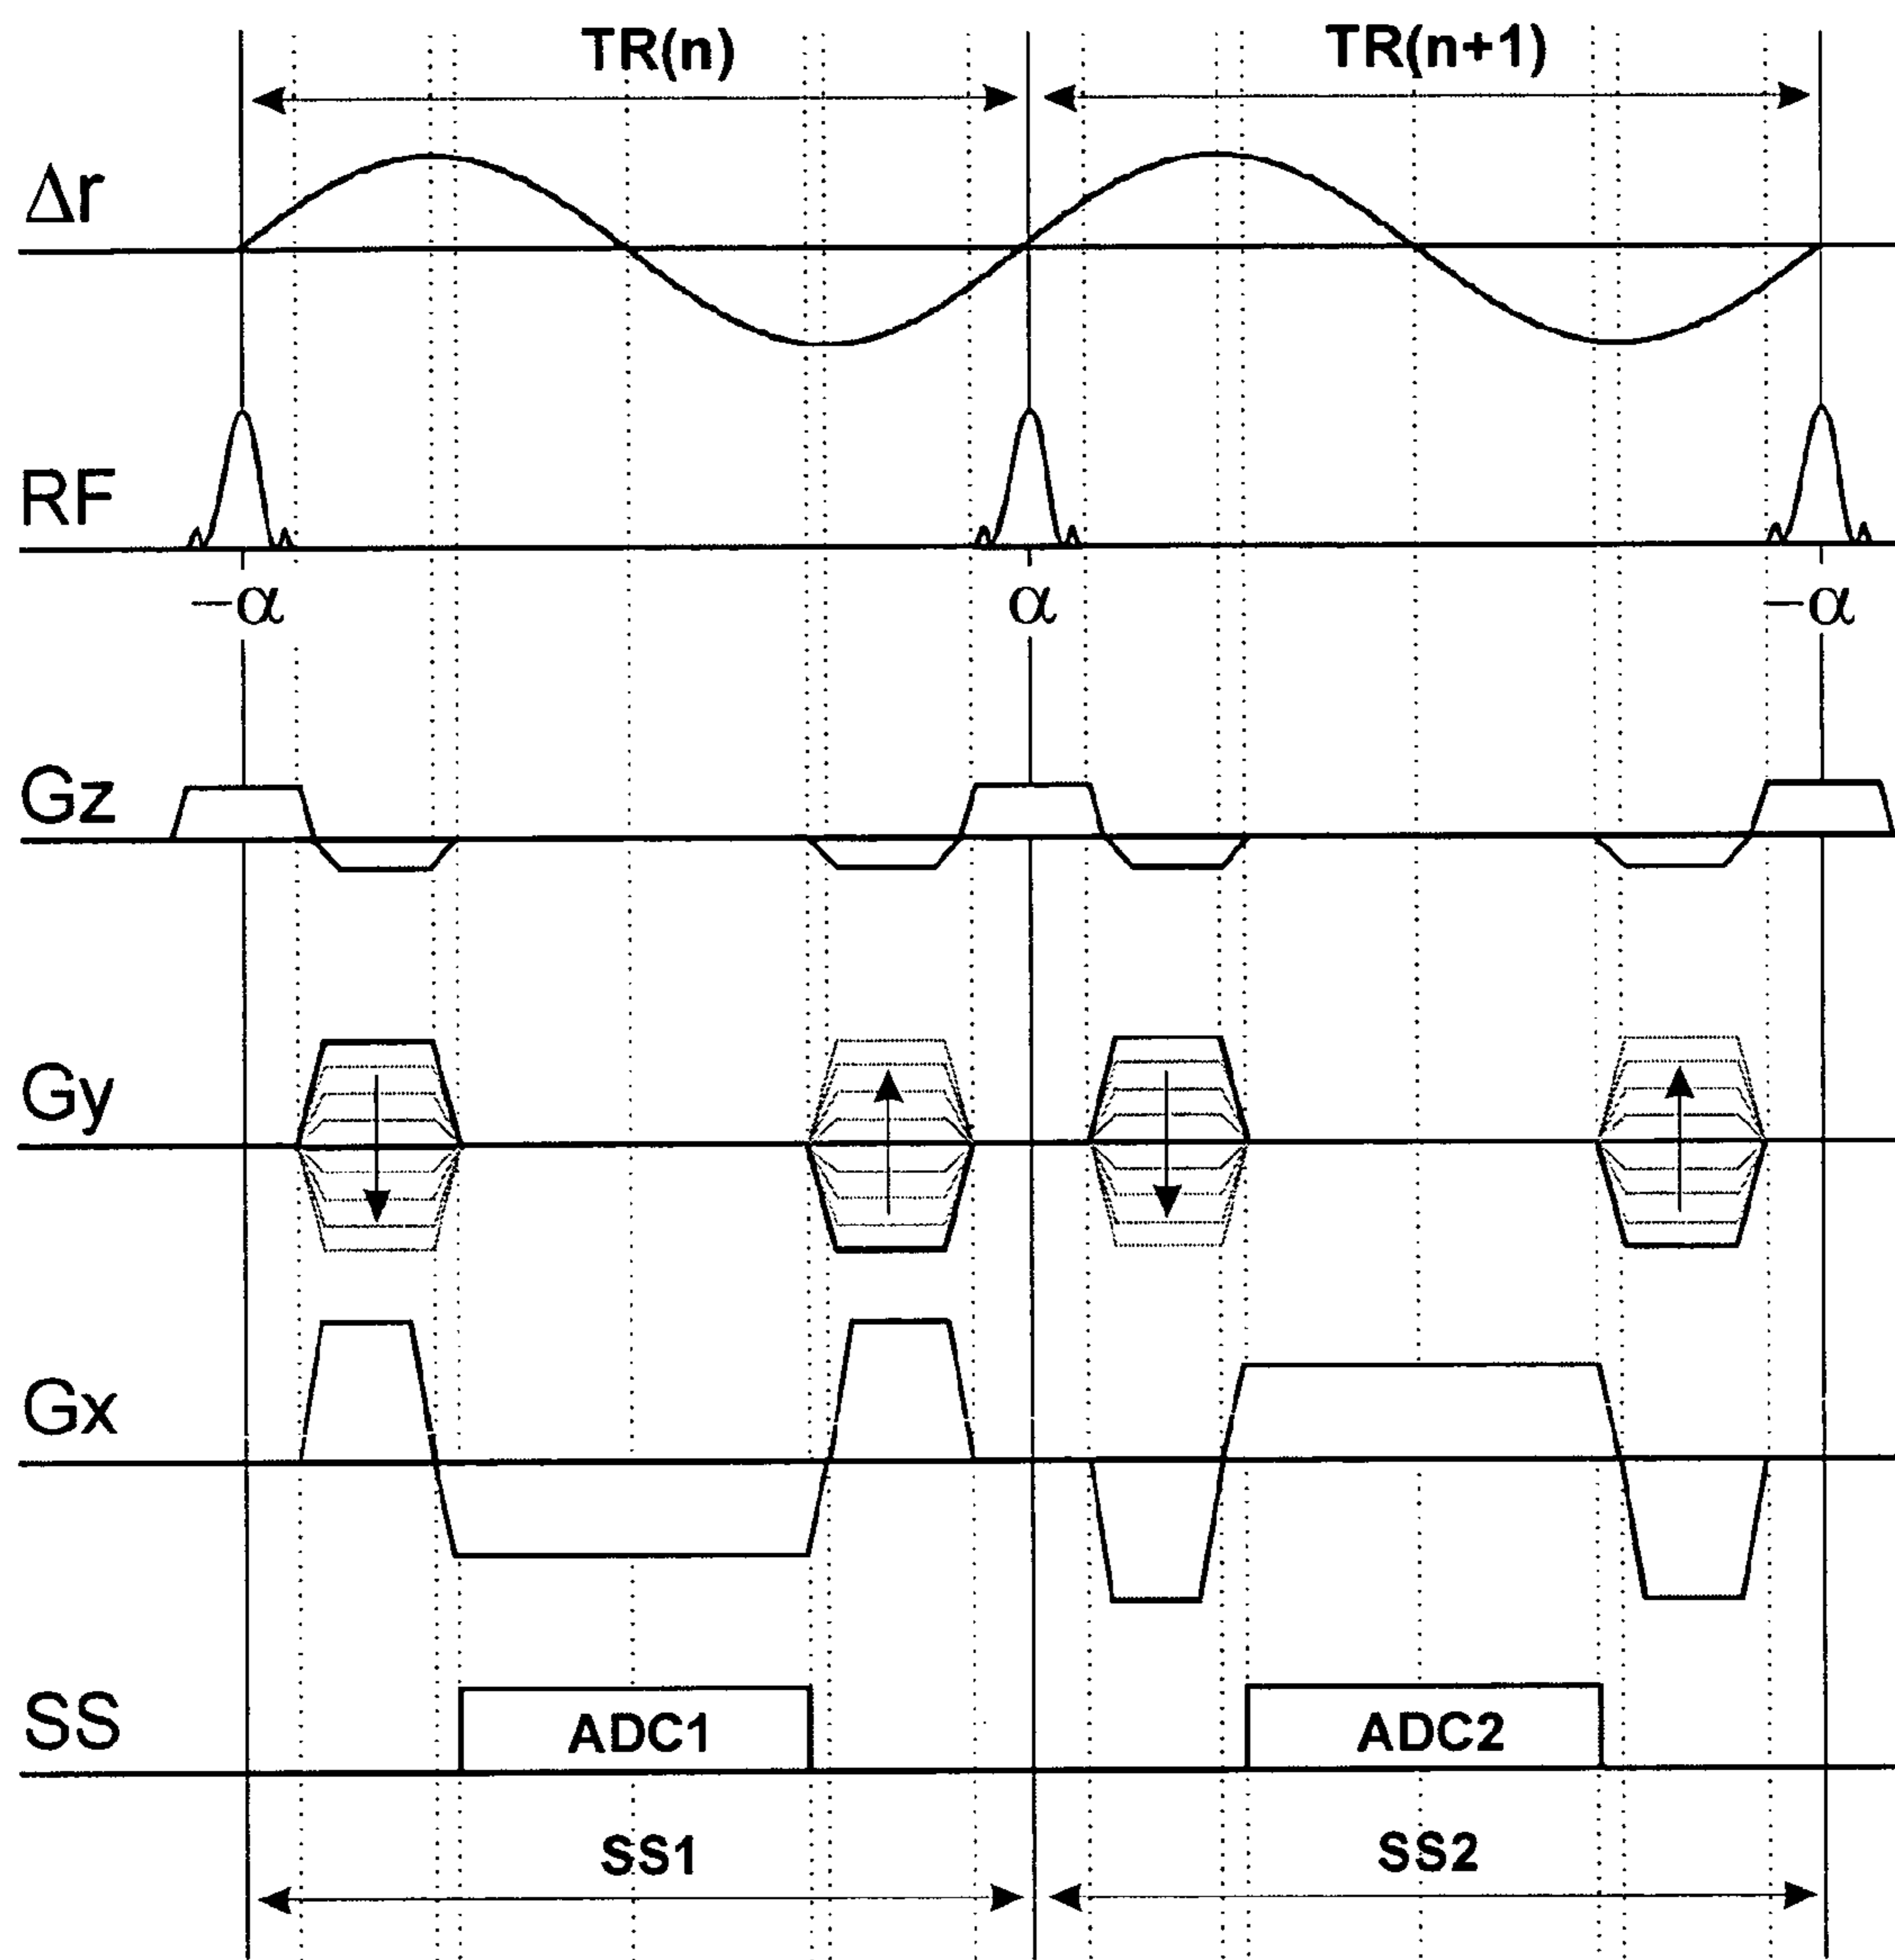 TR(n) TR(n+1)
Δr
RF
−α α −α
Gz
Gy
Gx
SS ADC1 ADC2
SS1 SS2